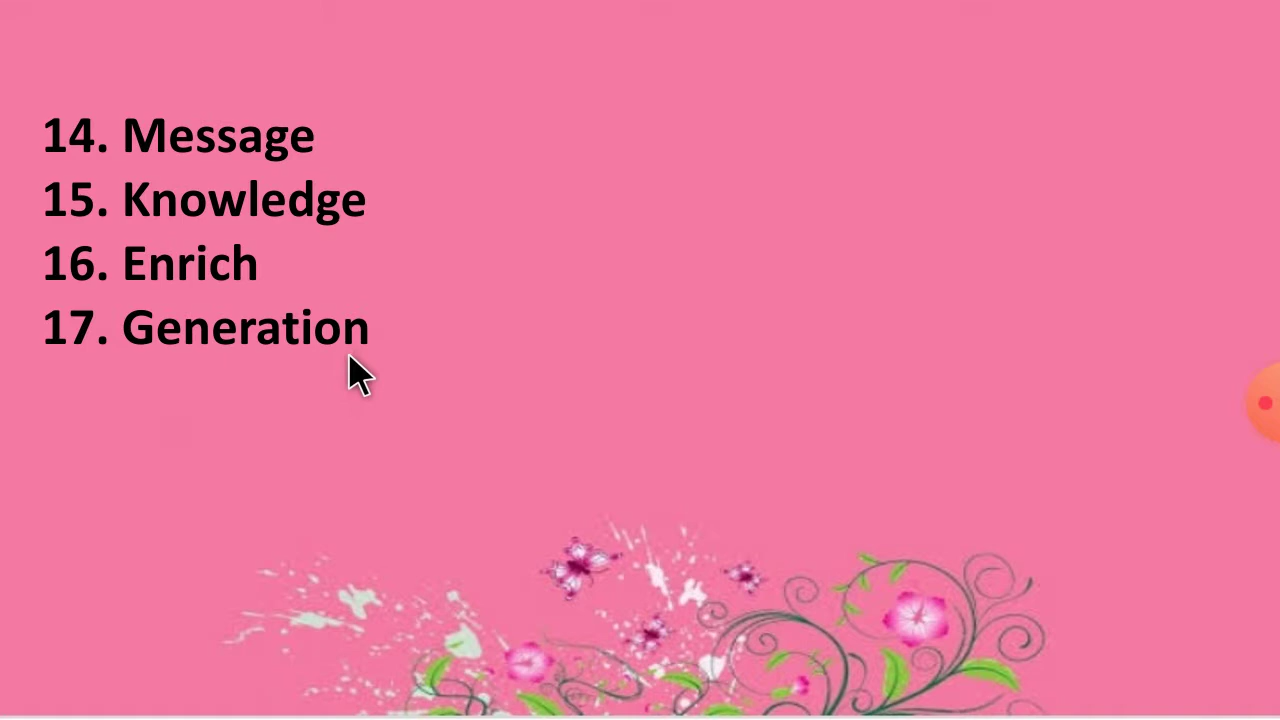 14. Message
15. Knowledge
16. Enrich
17. Generation